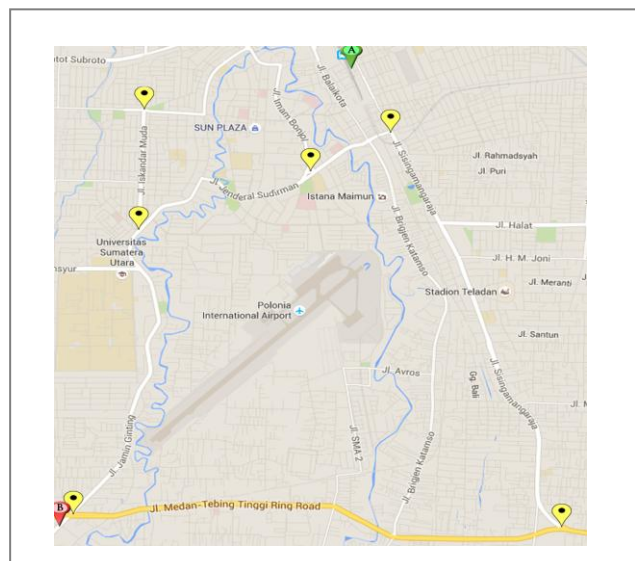 A
otot Subroto
Jl. Balaikota
Jl. Imam Bonjol
SUN PLAZA
Jl. Iskandar Muda
Jl. Sisingamangaraja
Jl. Rahmadsyah
Jl. Puri
Jl. Jenderal Sudirman
Istana Maimun
Jl. Halat
Universitas
Sumatera
Utara
nsyur
Jl. Brigjen Katamso
Jl. H. M. Joni
Jl. Meranti
Stadion Teladan
Polonia
International Airport
Jl. Santun
Jl. Avros
Jl. Sisingamangaraja
Gg. Bali
Jl. M
Jl. Jamin Ginting
Jl. SMA 2
Jl. Brigjen Katamso
B
Jl. Medan-Tebing Tinggi Ring Road